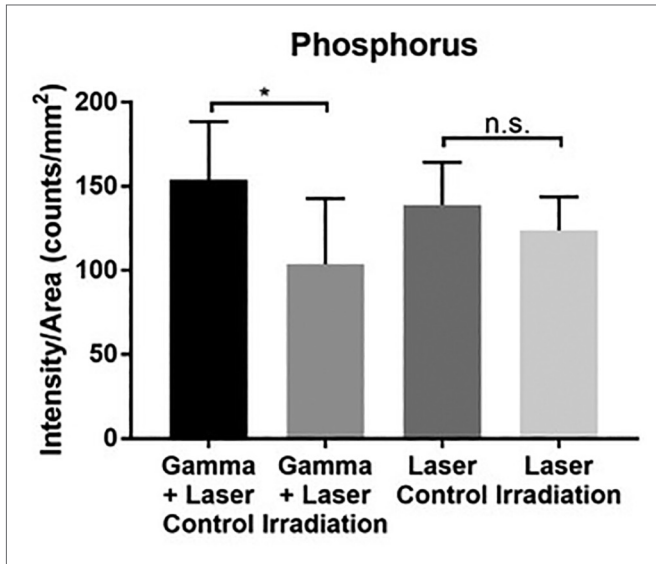 Phosphorus
Intensity/Area (counts/mm²)
200
150
100
50
0
*
n.s.
Gamma
+ Laser
Control
Gamma
+ Laser
Irradiation
Laser
Control
Laser
Irradiation